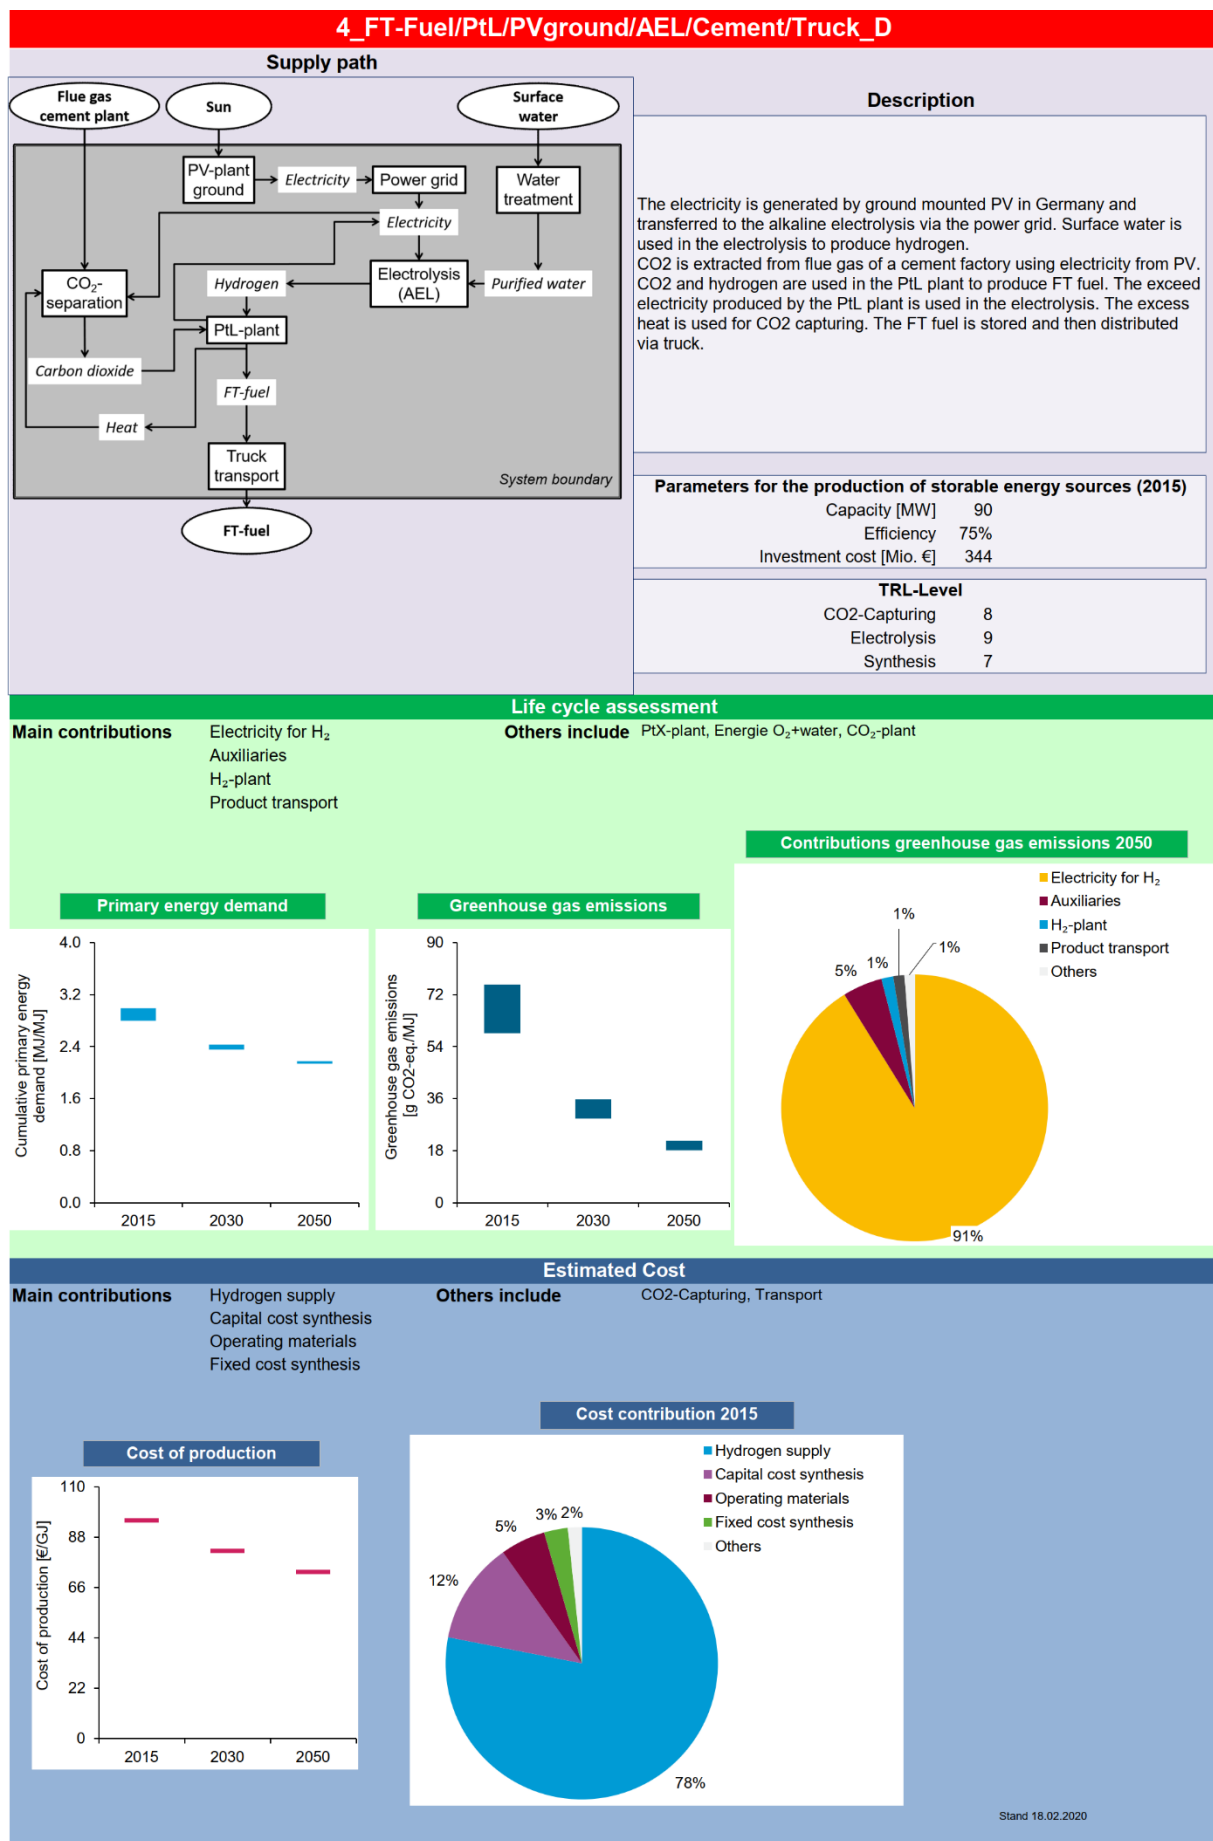 4_FT-Fuel/PtL/PVground/AEL/Cement/Truck_D
Supply path
Flue gas
cement plant
Sun
Surface
water
PV-plant
ground
Electricity
Power grid
Water
treatment
Electricity
CO₂-
separation
Hydrogen
Electrolysis
(AEL)
Purified water
PtL-plant
Carbon dioxide
FT-fuel
Heat
Truck
transport
System boundary
FT-fuel
Description
The electricity is generated by ground mounted PV in Germany and
transferred to the alkaline electrolysis via the power grid. Surface water is
used in the electrolysis to produce hydrogen.
CO2 is extracted from flue gas of a cement factory using electricity from PV.
CO2 and hydrogen are used in the PtL plant to produce FT fuel. The exceed
electricity produced by the PtL plant is used in the electrolysis. The excess
heat is used for CO2 capturing. The FT fuel is stored and then distributed
via truck.
Parameters for the production of storable energy sources (2015)
Capacity [MW] 90
Efficiency 75%
Investment cost [Mio. €] 344
TRL-Level
CO2-Capturing 8
Electrolysis 9
Synthesis 7
Life cycle assessment
Main contributions
Electricity for H₂
Auxiliaries
H₂-plant
Product transport
Others include PtX-plant, Energie O₂+water, CO₂-plant
Primary energy demand
Cumulative primary energy
demand [MJ/MJ]
4.0
3.2
2.4
1.6
0.8
0.0
2015 2030 2050
Greenhouse gas emissions
Greenhouse gas emissions
[g CO2-eq./MJ]
90
72
54
36
18
0
2015 2030 2050
Contributions greenhouse gas emissions 2050
Electricity for H₂
Auxiliaries
H₂-plant
Product transport
Others
5%
1%
1%
1%
91%
Estimated Cost
Main contributions
Hydrogen supply
Capital cost synthesis
Operating materials
Fixed cost synthesis
Others include CO2-Capturing, Transport
Cost of production
Cost of production [€/GJ]
110
88
66
44
22
0
2015 2030 2050
Cost contribution 2015
Hydrogen supply
Capital cost synthesis
Operating materials
Fixed cost synthesis
Others
12%
5%
3%
2%
78%
Stand 18.02.2020